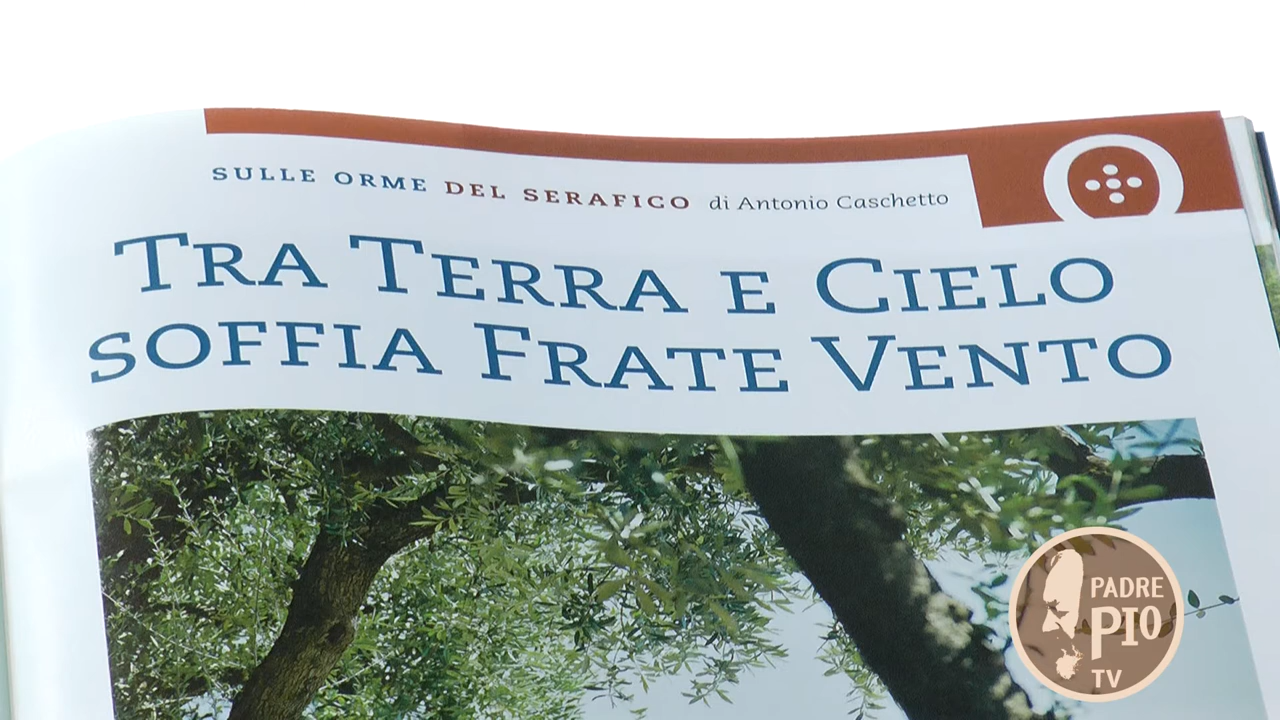 SULLE ORME DEL SERAFICO di Antonio Caschetto
TRA TERRA E CIELO
SOFFIA FRATE VENTO
PADRE
PIO
TV